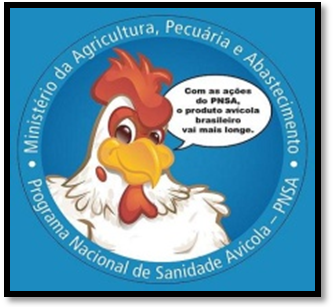 Ministério da Agricultura, Pecuária e Abastecimento
Com as ações
do PNSA,
o produto avícola
brasileiro
vai mais longe.
Programa Nacional de Sanidade Avícola – PNSA